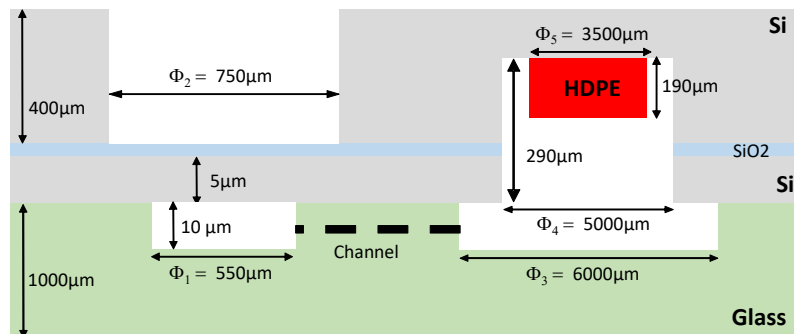 Si
Φ5 = 3500µm
Φ2 = 750µm
HDPE
190µm
400µm
290µm
SiO2
5µm
Si
10 µm
Φ4 = 5000µm
Channel
Φ1 = 550µm
Φ3 = 6000µm
1000µm
Glass